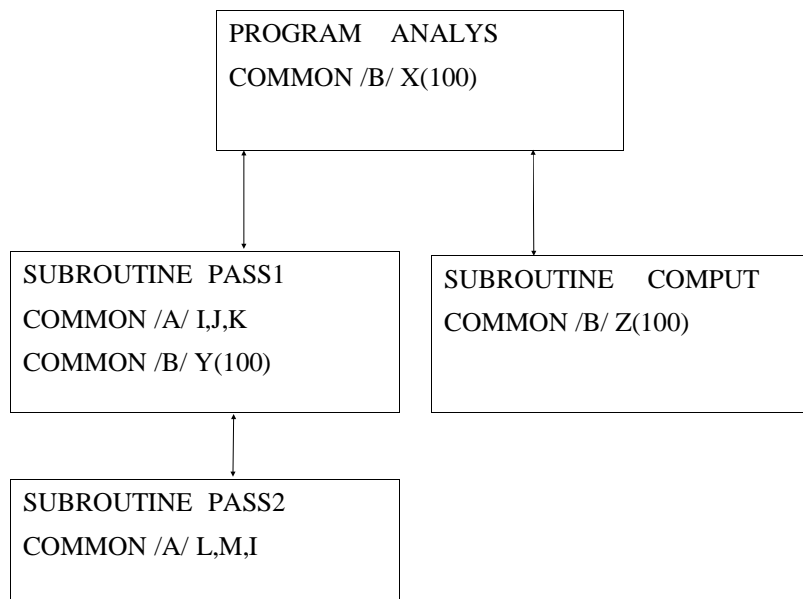 PROGRAM ANALYS
COMMON /B/ X(100)
SUBROUTINE PASS1
COMMON /A/ I,J,K
COMMON /B/ Y(100)
SUBROUTINE COMPUT
COMMON /B/ Z(100)
SUBROUTINE PASS2
COMMON /A/ L,M,I